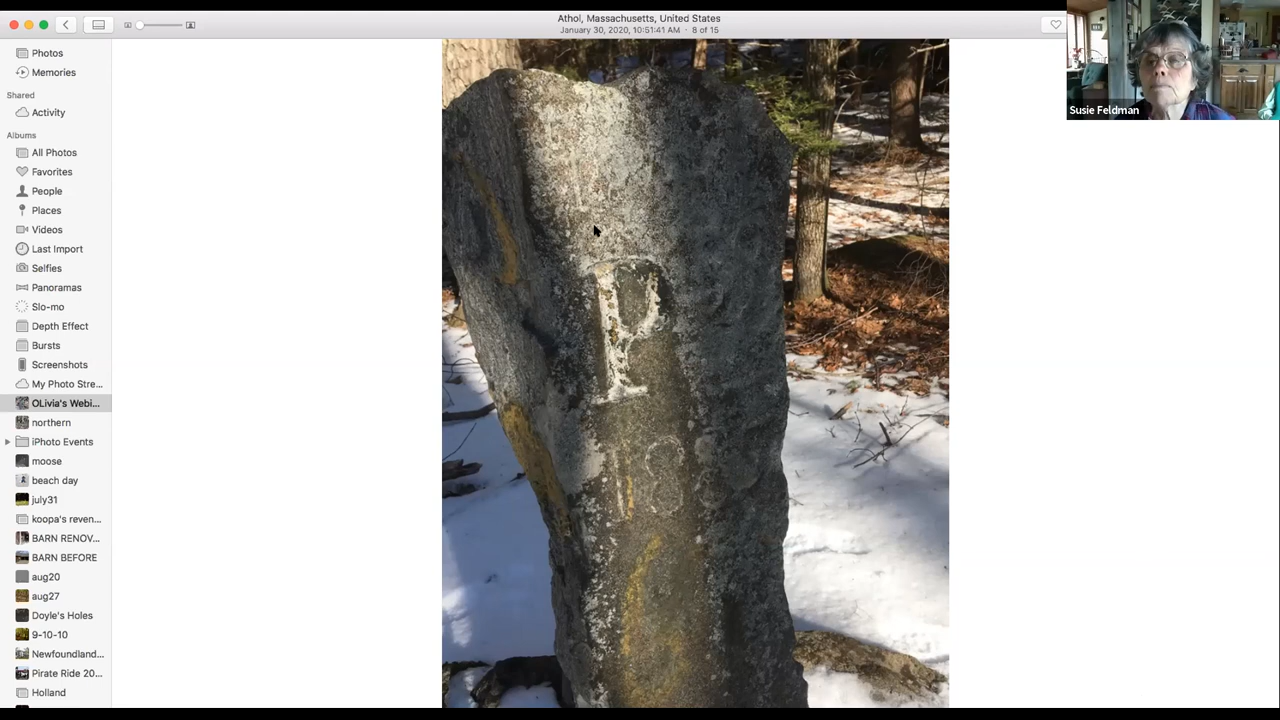 Athol, Massachusetts, United States
January 30, 2020, 10:51:41 AM · 8 of 15
Photos
Memories
Shared
Activity
Albums
All Photos
Favorites
People
Places
Videos
Last Import
Selfies
Panoramas
Slo-mo
Depth Effect
Bursts
Screenshots
My Photo Stre...
OLivia's Webi...
northern
iPhoto Events
moose
beach day
july31
koopa's reven...
BARN RENOV...
BARN BEFORE
aug20
aug27
Doyle's Holes
9-10-10
Newfoundland...
Pirate Ride 20...
Holland
P
18
Susie Feldman